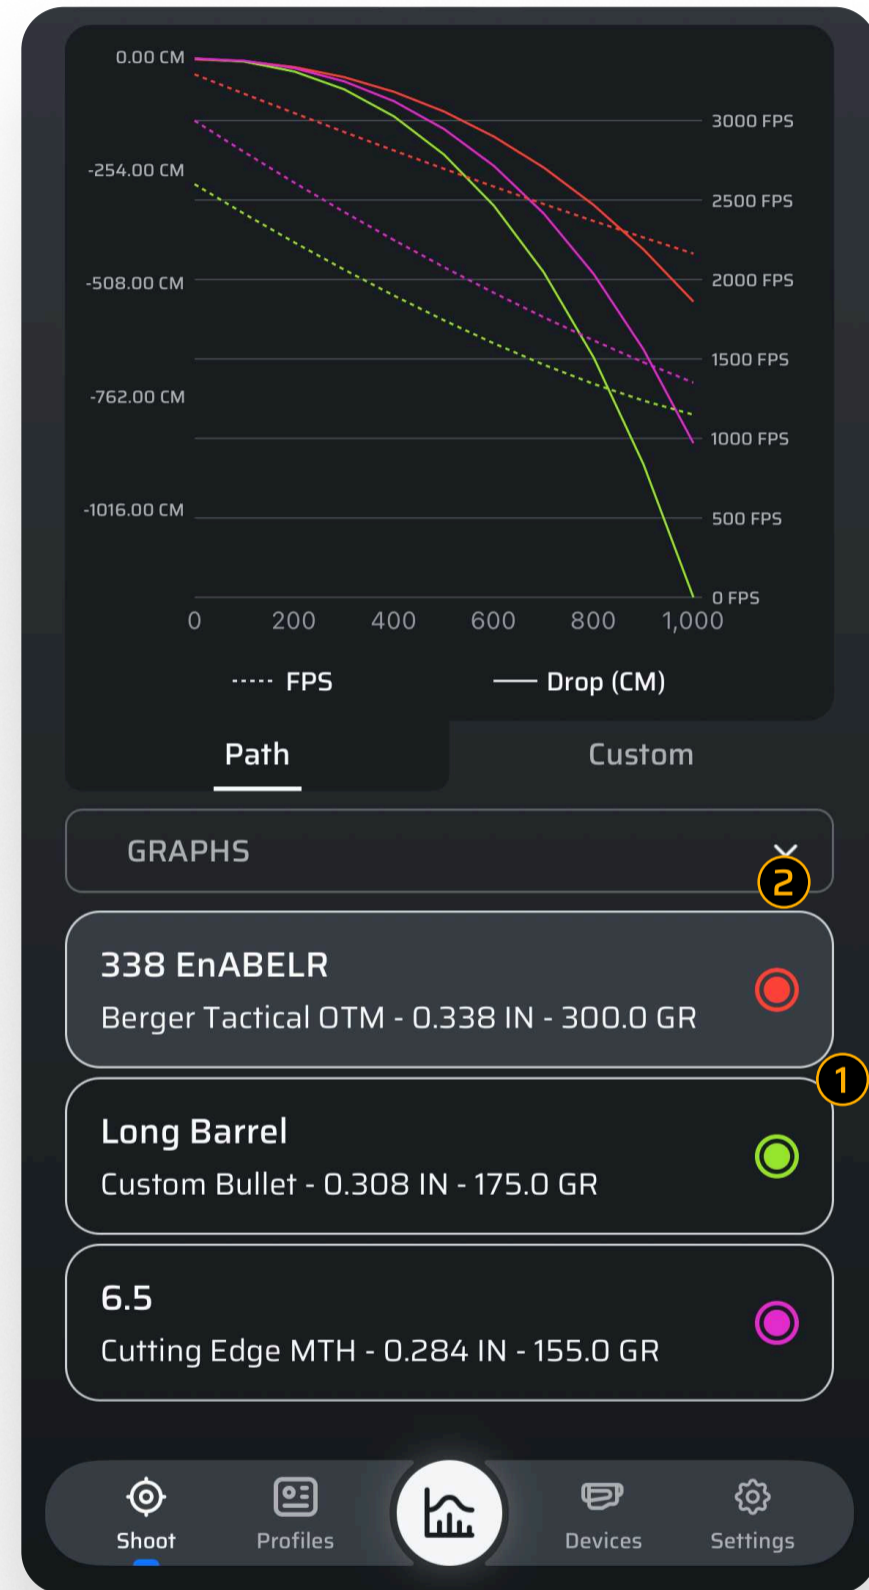 0.00 CM
3000 FPS
-254.00 CM
2500 FPS
-508.00 CM
2000 FPS
1500 FPS
-762.00 CM
1000 FPS
-1016.00 CM
500 FPS
0 FPS
0 200 400 600 800 1,000
FPS
Drop (CM)
Path
Custom
GRAPHS
2
338 EnABELR
Berger Tactical OTM - 0.338 IN - 300.0 GR
1
Long Barrel
Custom Bullet - 0.308 IN - 175.0 GR
6.5
Cutting Edge MTH - 0.284 IN - 155.0 GR
Shoot
Profiles
Devices
Settings